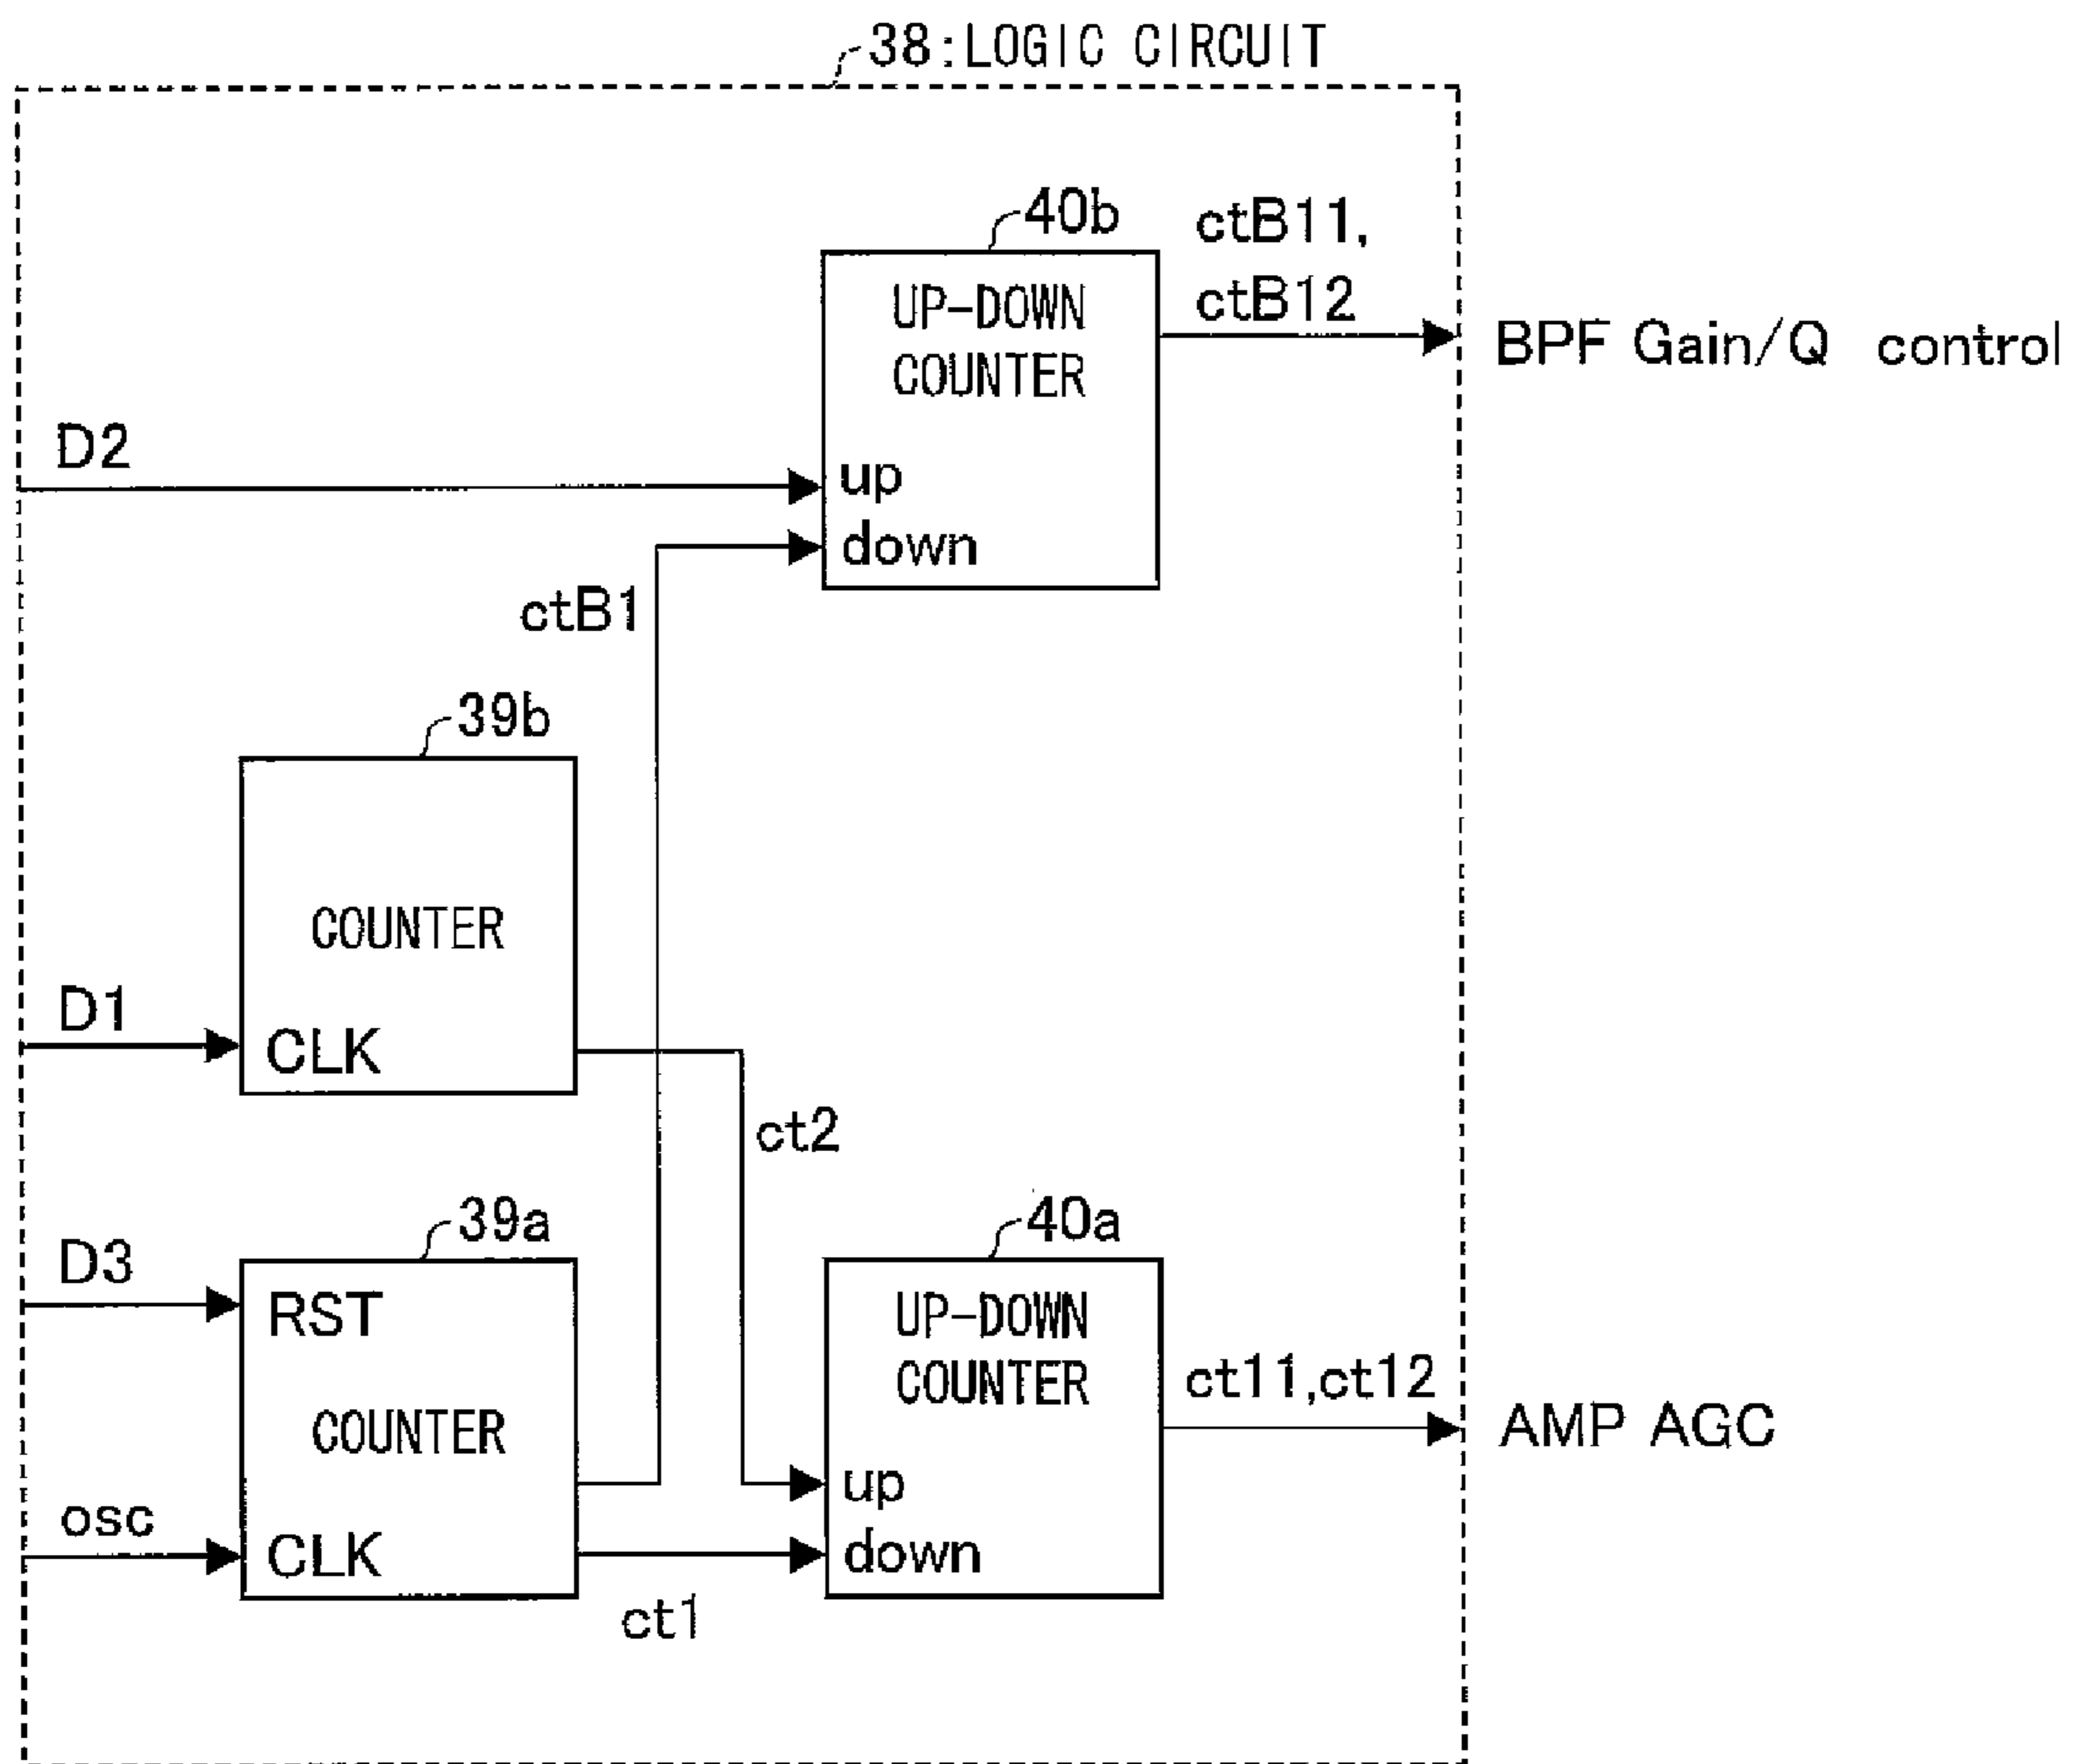 38:LOGIC CIRCUIT
40b
ctB11,
ctB12
UP-DOWN
COUNTER
BPF Gain/Q control
D2
up
down
ctB1
39b
COUNTER
D1
CLK
ct2
39a
40a
D3
RST
UP-DOWN
COUNTER
ct11,ct12
COUNTER
AMP AGC
up
osc
CLK
down
ct1